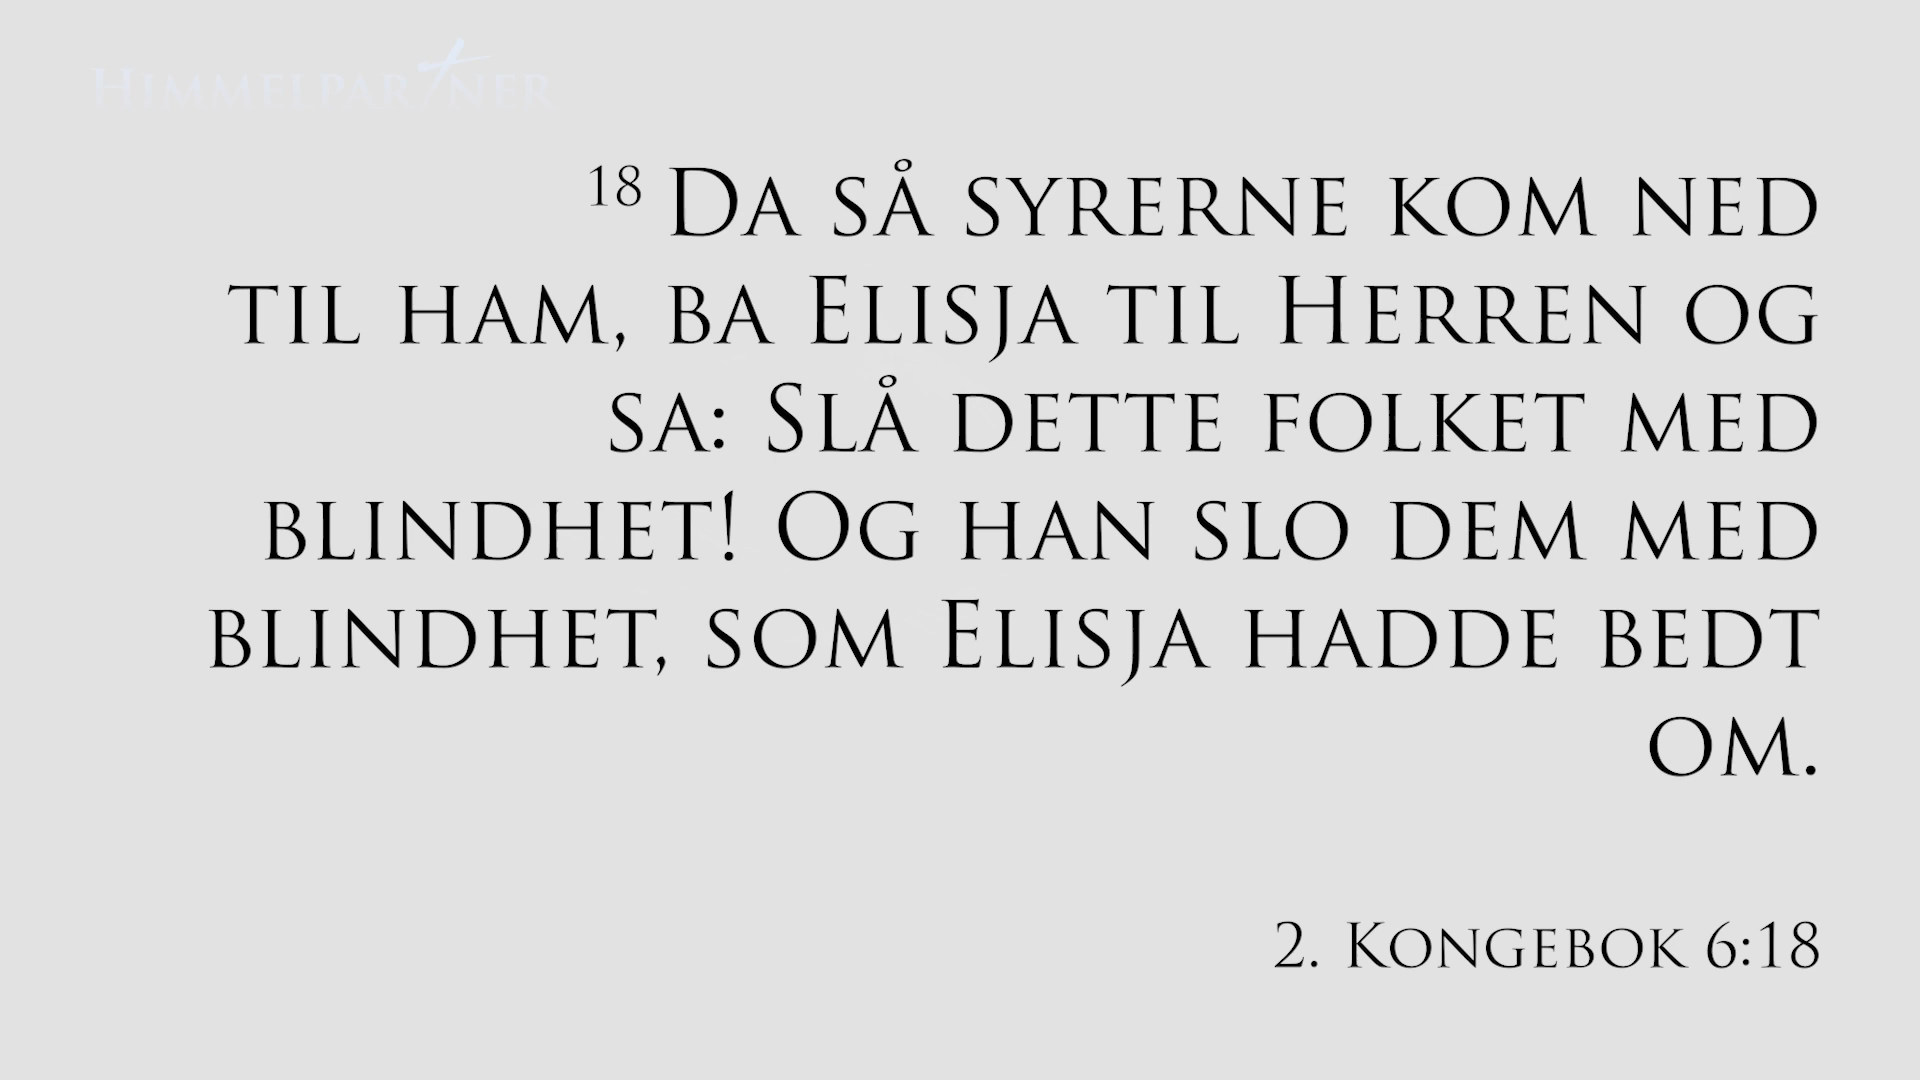 Himmelpartner
18 Da så syrerne kom ned
til ham, ba Elisja til Herren og
sa: Slå dette folket med
blindhet! Og han slo dem med
blindhet, som Elisja hadde bedt
om.
2. Kongebok 6:18